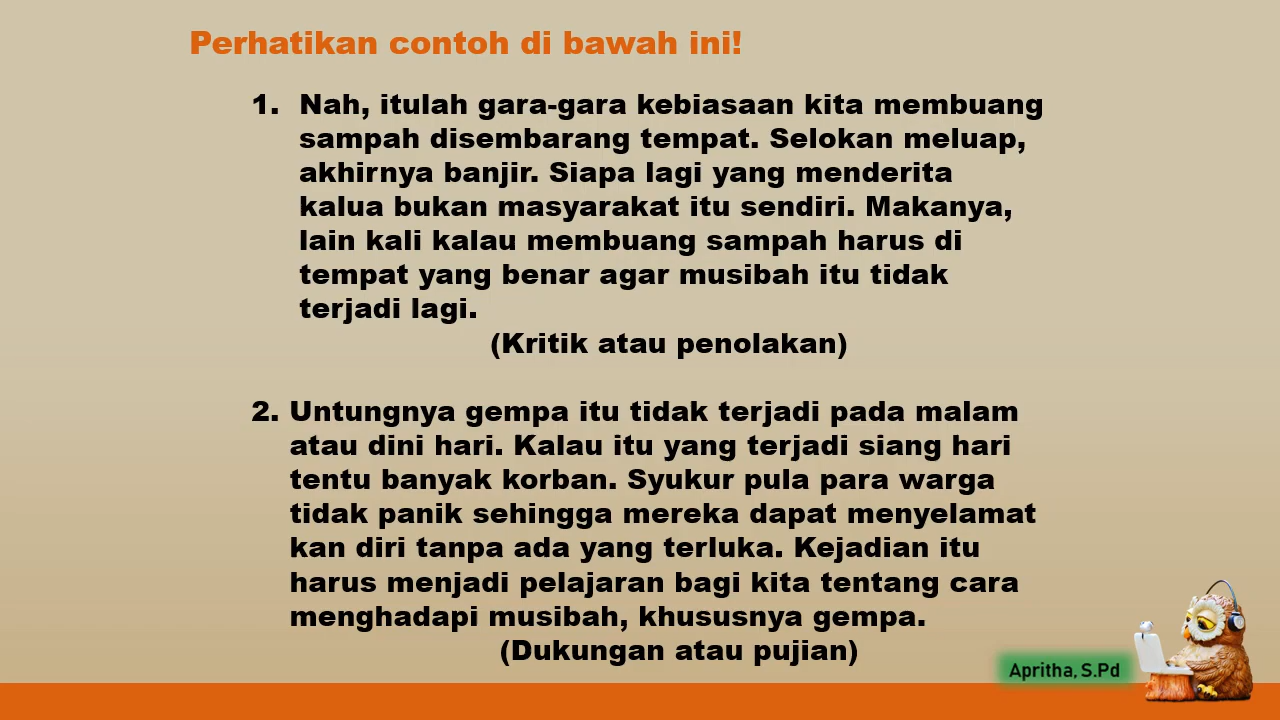 Perhatikan contoh di bawah ini!
1. Nah, itulah gara-gara kebiasaan kita membuang
sampah disembarang tempat. Selokan meluap,
akhirnya banjir. Siapa lagi yang menderita
kalua bukan masyarakat itu sendiri. Makanya,
lain kali kalau membuang sampah harus di
tempat yang benar agar musibah itu tidak
terjadi lagi.
(Kritik atau penolakan)
2. Untungnya gempa itu tidak terjadi pada malam
atau dini hari. Kalau itu yang terjadi siang hari
tentu banyak korban. Syukur pula para warga
tidak panik sehingga mereka dapat menyelamat
kan diri tanpa ada yang terluka. Kejadian itu
harus menjadi pelajaran bagi kita tentang cara
menghadapi musibah, khususnya gempa.
(Dukungan atau pujian)
Apritha, S.Pd